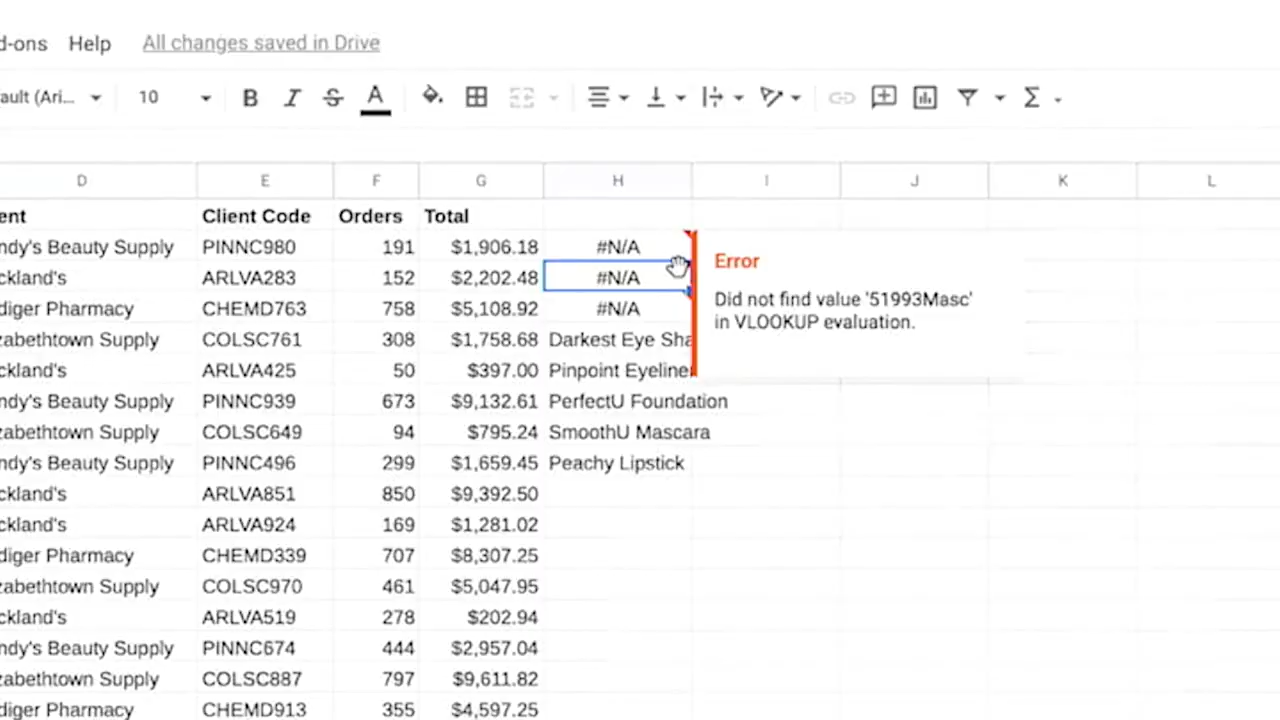 d-ons Help All changes saved in Drive
ault (Ari... 10 B I S A Σ
D E F G H I J K L
ent Client Code Orders Total
ndy's Beauty Supply PINNC980 191 $1,906.18 #N/A
ckland's ARLVA283 152 $2,202.48 #N/A
diger Pharmacy CHEMD763 758 $5,108.92 #N/A
zabethtown Supply COLSC761 308 $1,758.68 Darkest Eye Sha
ckland's ARLVA425 50 $397.00 Pinpoint Eyeliner
ndy's Beauty Supply PINNC939 673 $9,132.61 PerfectU Foundation
zabethtown Supply COLSC649 94 $795.24 SmoothU Mascara
ndy's Beauty Supply PINNC496 299 $1,659.45 Peachy Lipstick
ckland's ARLVA851 850 $9,392.50
ckland's ARLVA924 169 $1,281.02
diger Pharmacy CHEMD339 707 $8,307.25
zabethtown Supply COLSC970 461 $5,047.95
ckland's ARLVA519 278 $202.94
ndy's Beauty Supply PINNC674 444 $2,957.04
zabethtown Supply COLSC887 797 $9,611.82
diger Pharmacy CHEMD913 355 $4,597.25
Error
Did not find value '51993Masc'
in VLOOKUP evaluation.